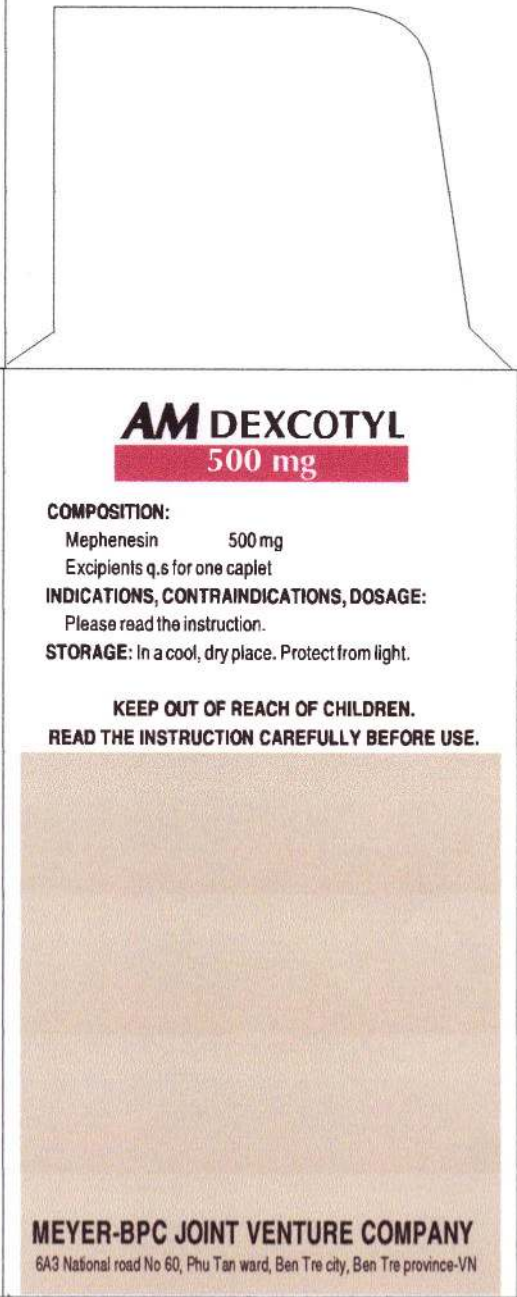 AM DEXCOTYL
500 mg
COMPOSITION:
Mephenesin 500 mg
Excipients q.s for one caplet
INDICATIONS, CONTRAINDICATIONS, DOSAGE:
Please read the instruction.
STORAGE: In a cool, dry place. Protect from light.
KEEP OUT OF REACH OF CHILDREN.
READ THE INSTRUCTION CAREFULLY BEFORE USE.
MEYER-BPC JOINT VENTURE COMPANY
6A3 National road No 60, Phu Tan ward, Ben Tre city, Ben Tre province-VN